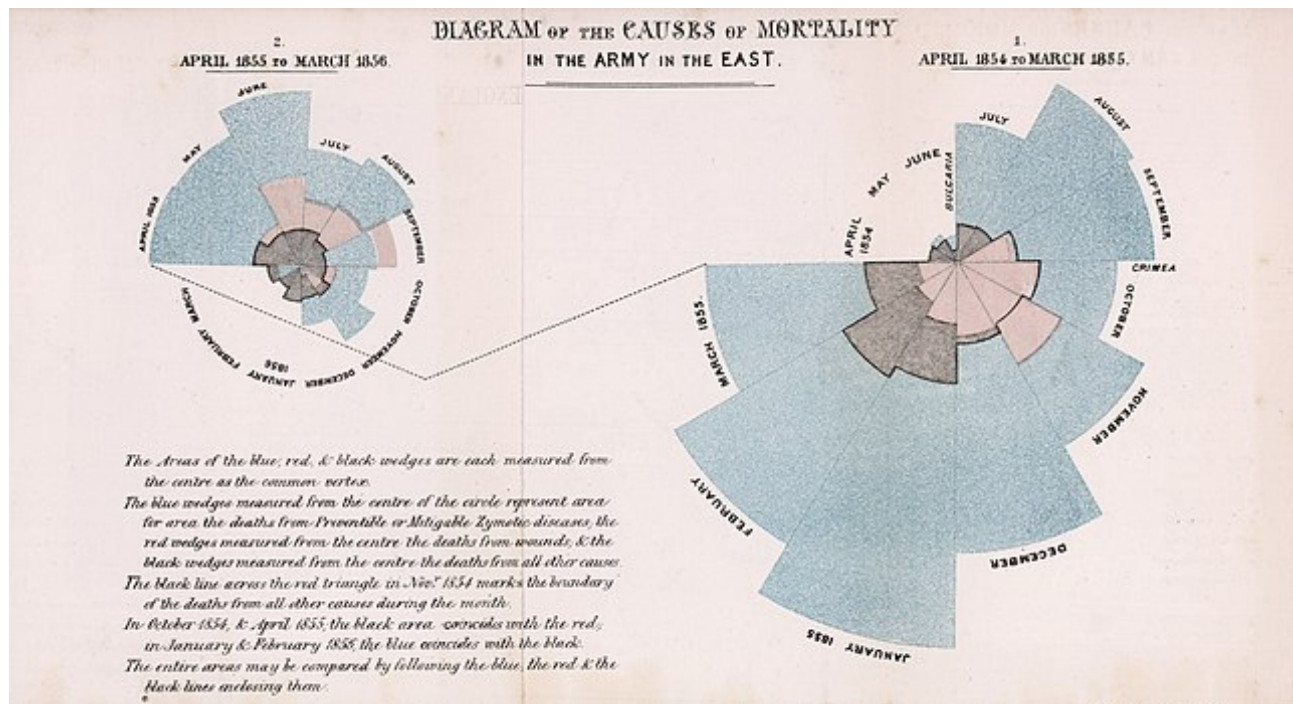 DIAGRAM OF THE CAUSES OF MORTALITY
IN THE ARMY IN THE EAST.
2.
APRIL 1855 TO MARCH 1856.
1.
APRIL 1854 TO MARCH 1855.
JUNE
JULY
AUGUST
SEPTEMBER
OCTOBER
NOVEMBER
DECEMBER
JANUARY
1856
FEBRUARY
MARCH
APRIL 1855
MAY
APRIL
1854
MAY
JUNE
BULGARIA
JULY
AUGUST
SEPTEMBER
CRIMEA
OCTOBER
NOVEMBER
DECEMBER
JANUARY 1855
FEBRUARY
MARCH 1855.
The Areas of the blue, red, & black wedges are each measured from
the centre as the common vertex.
The blue wedges measured from the centre of the circle represent area
for area the deaths from Preventible or Mitigable Zymotic diseases, the
red wedges measured from the centre the deaths from wounds, & the
black wedges measured from the centre the deaths from all other causes.
The black line across the red triangle in Novr. 1854 marks the boundary
of the deaths from all other causes during the month.
In October 1854, & April 1855, the black area coincides with the red,
in January & February 1856, the blue coincides with the black.
The entire areas may be compared by following the blue, the red & the
black lines enclosing them.